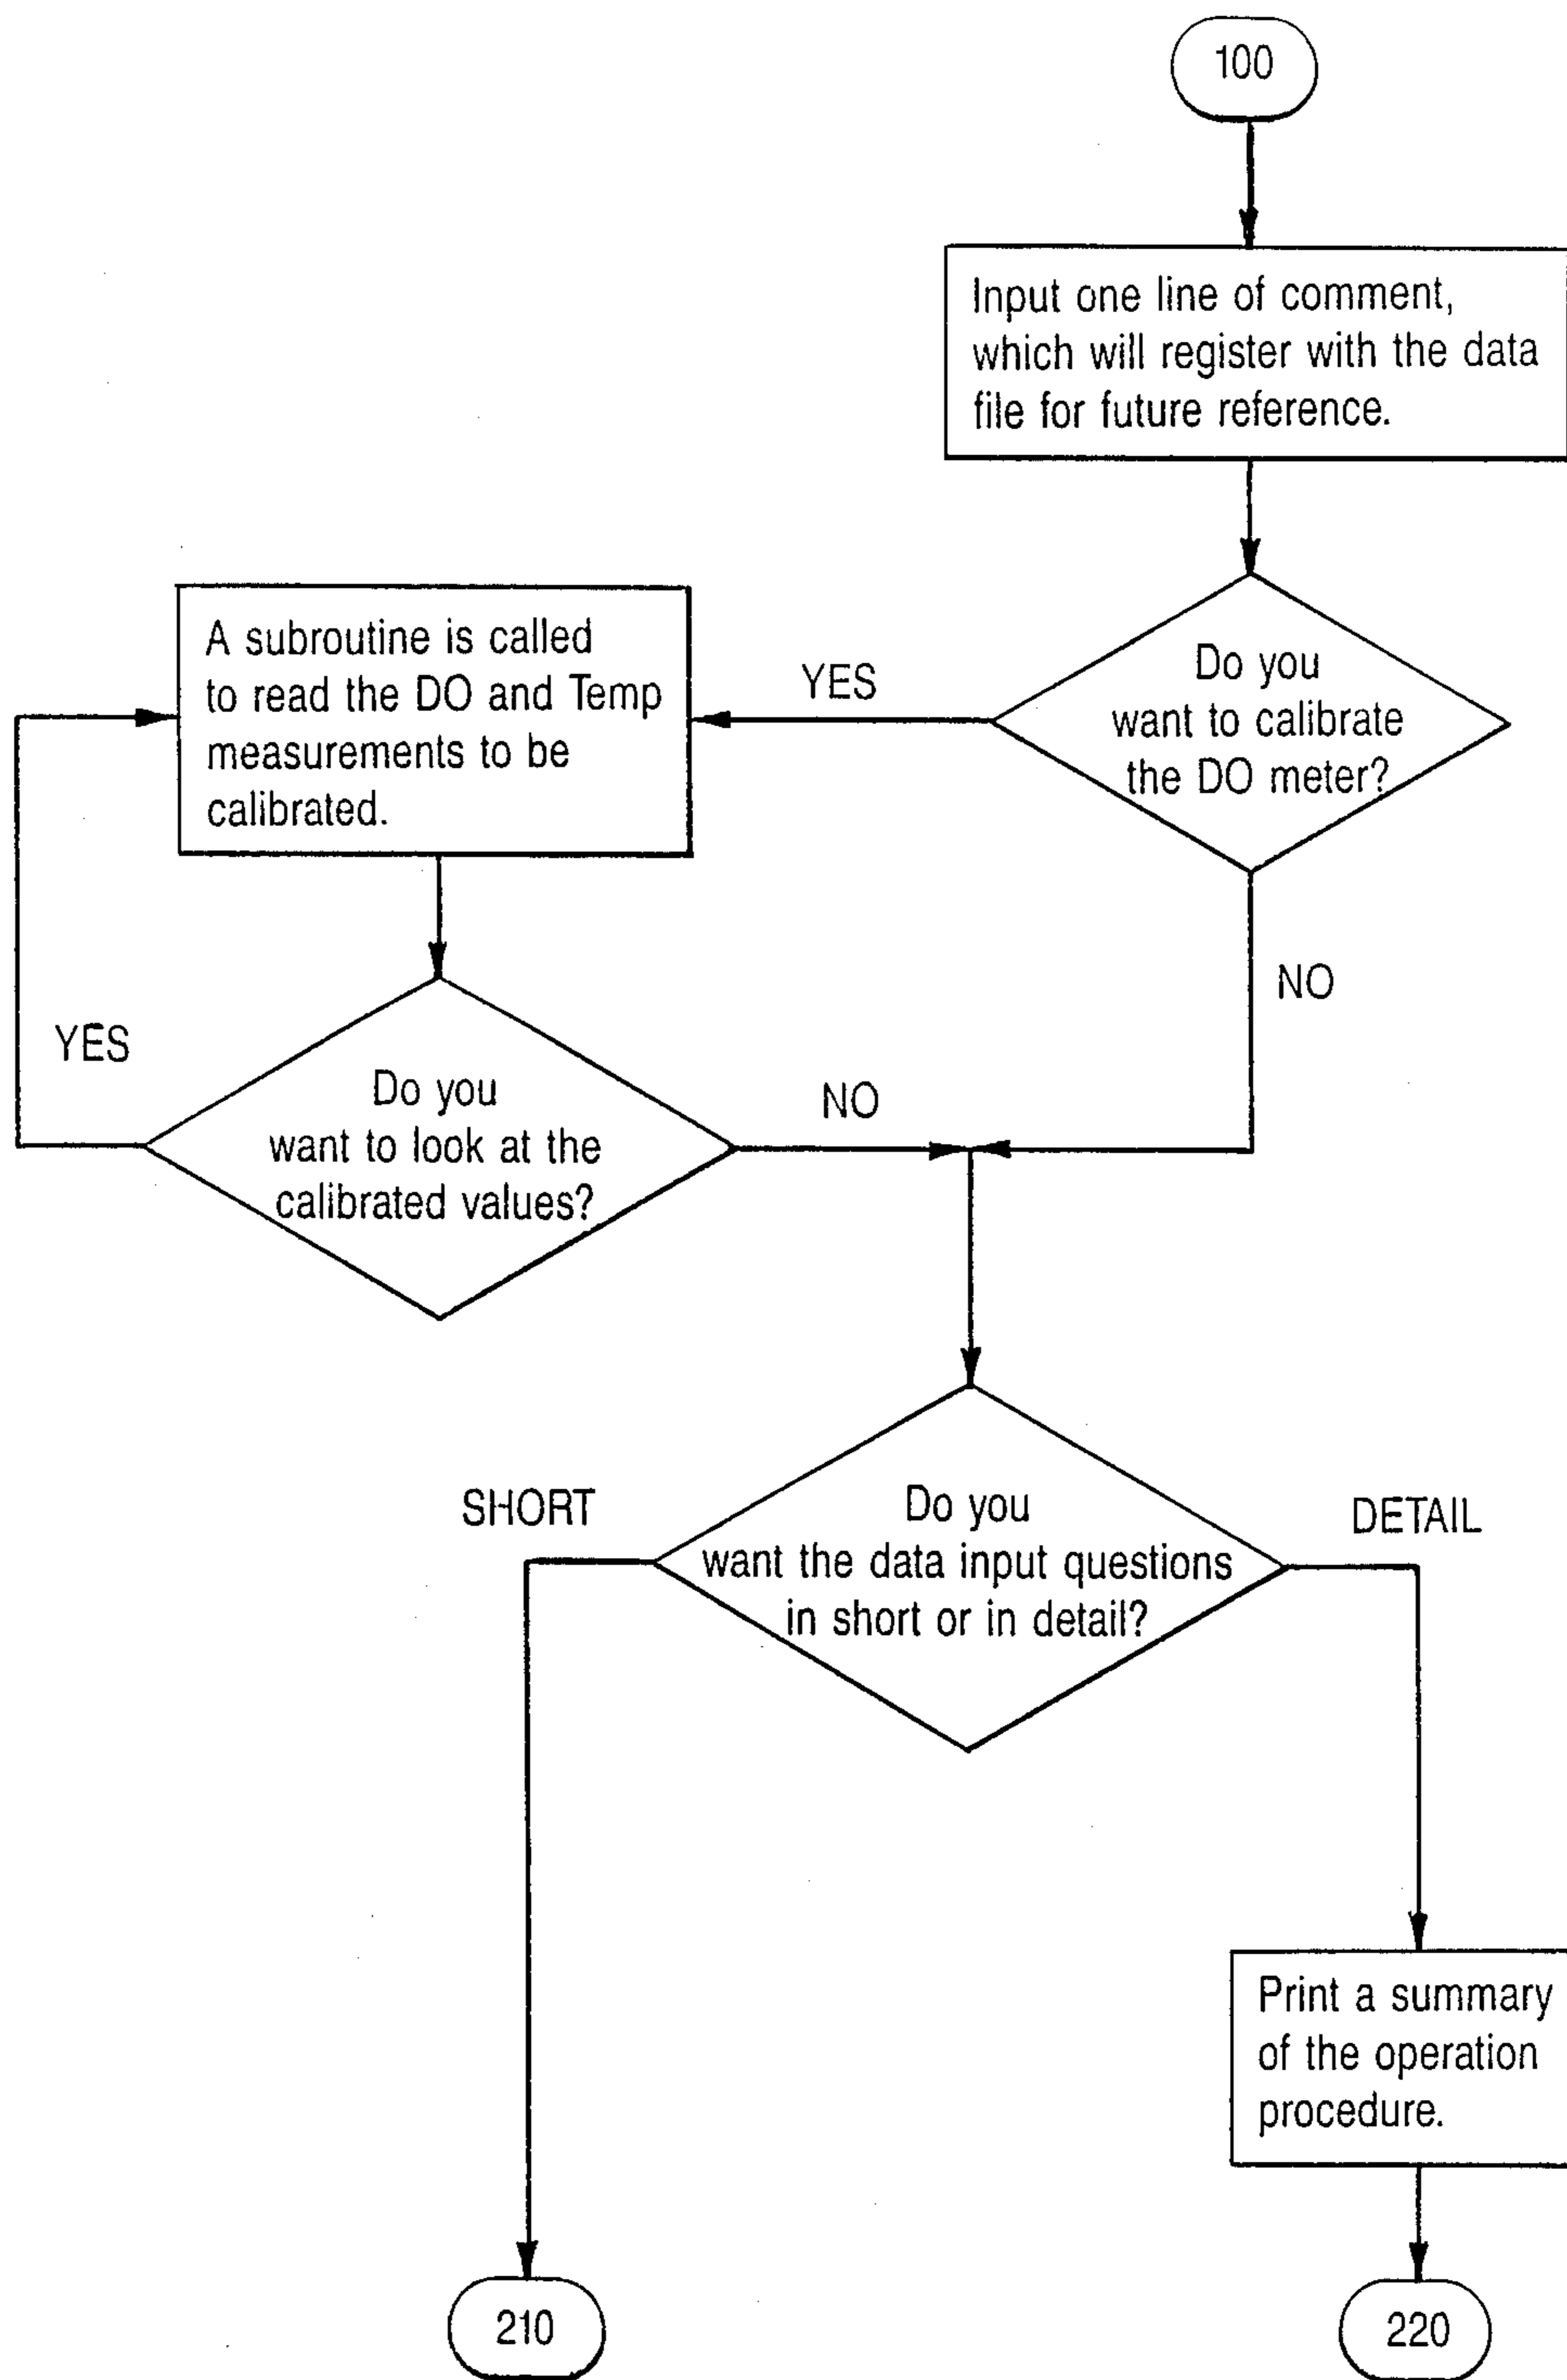 100
Input one line of comment,
which will register with the data
file for future reference.
A subroutine is called
to read the DO and Temp
measurements to be
calibrated.
YES
Do you
want to calibrate
the DO meter?
NO
YES
Do you
want to look at the
calibrated values?
NO
SHORT
Do you
want the data input questions
in short or in detail?
DETAIL
Print a summary
of the operation
procedure.
210
220